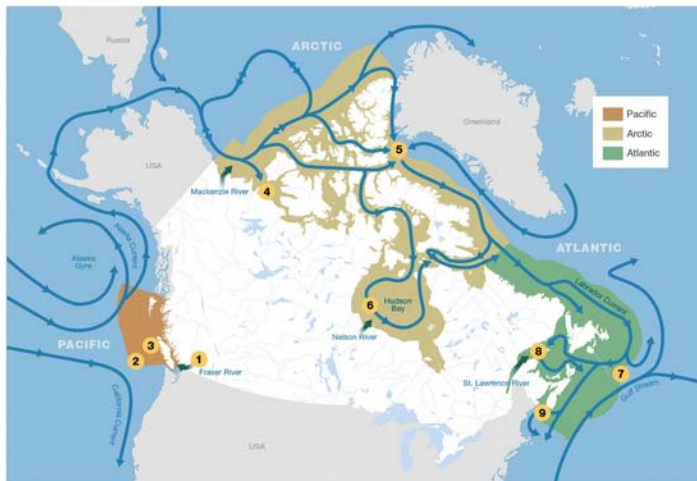 Russia
ARCTIC
Greenland
Pacific
Arctic
Atlantic
USA
5
4
Mackenzie River
Alaska Current
Alaska
Gyre
ATLANTIC
Labrador Current
Hudson
Bay
6
Nelson River
PACIFIC
3
2
1
Fraser River
8
7
St. Lawrence River
9
Gulf Stream
California Current
USA